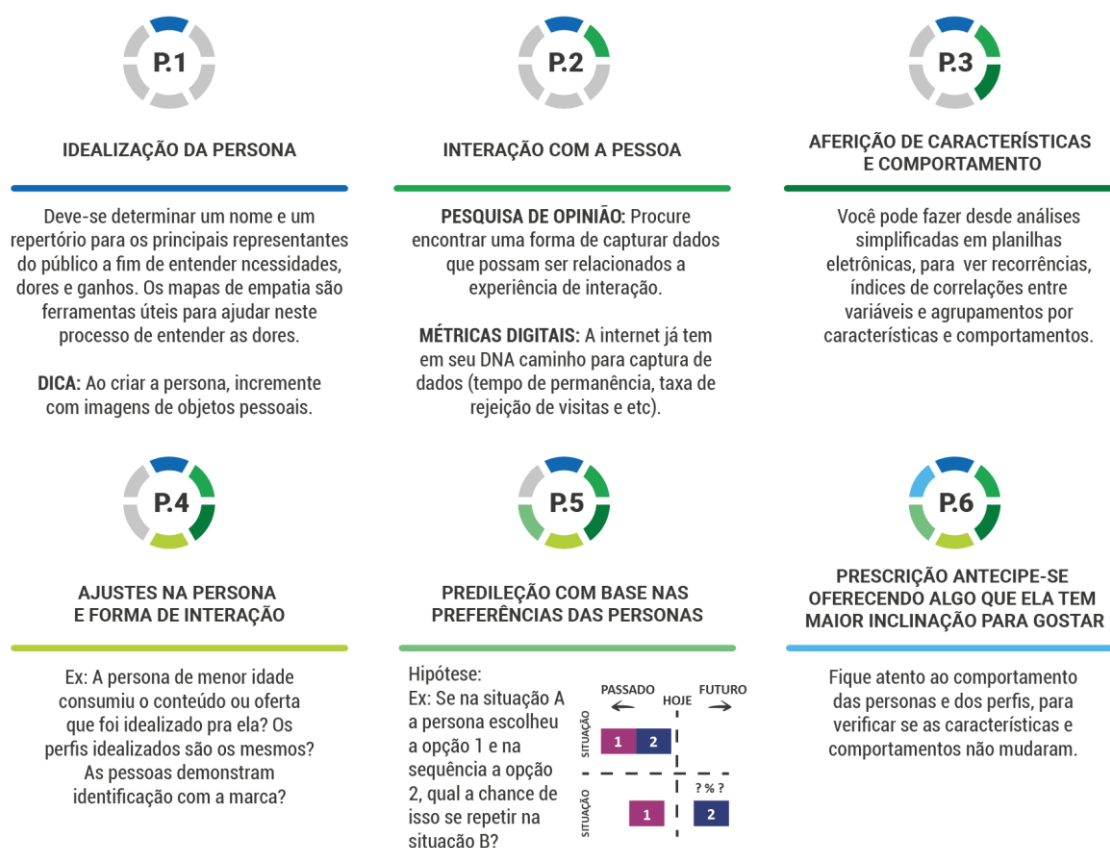 P.1
IDEALIZAÇÃO DA PERSONA
Deve-se determinar um nome e um
repertório para os principais representantes
do público a fim de entender ncessidades,
dores e ganhos. Os mapas de empatia são
ferramentas úteis para ajudar neste
processo de entender as dores.
DICA: Ao criar a persona, incremente
com imagens de objetos pessoais.
P.2
INTERAÇÃO COM A PESSOA
PESQUISA DE OPINIÃO: Procure
encontrar uma forma de capturar dados
que possam ser relacionados a
experiência de interação.
MÉTRICAS DIGITAIS: A internet já tem
em seu DNA caminho para captura de
dados (tempo de permanência, taxa de
rejeição de visitas e etc).
P.3
AFERIÇÃO DE CARACTERÍSTICAS
E COMPORTAMENTO
Você pode fazer desde análises
simplificadas em planilhas
eletrônicas, para ver recorrências,
índices de correlações entre
variáveis e agrupamentos por
características e comportamentos.
P.4
AJUSTES NA PERSONA
E FORMA DE INTERAÇÃO
Ex: A persona de menor idade
consumiu o conteúdo ou oferta
que foi idealizado pra ela? Os
perfis idealizados são os mesmos?
As pessoas demonstram
identificação com a marca?
P.5
PREDILEÇÃO COM BASE NAS
PREFERÊNCIAS DAS PERSONAS
Hipótese:
Ex: Se na situação A
a persona escolheu
a opção 1 e na
sequência a opção
2, qual a chance de
isso se repetir na
situação B?
PASSADO
HOJE
FUTURO
SITUAÇÃO
1
2
SITUAÇÃO
1
? % ?
2
P.6
PRESCRIÇÃO ANTECIPE-SE
OFERECENDO ALGO QUE ELA TEM
MAIOR INCLINAÇÃO PARA GOSTAR
Fique atento ao comportamento
das personas e dos perfis, para
verificar se as características e
comportamentos não mudaram.